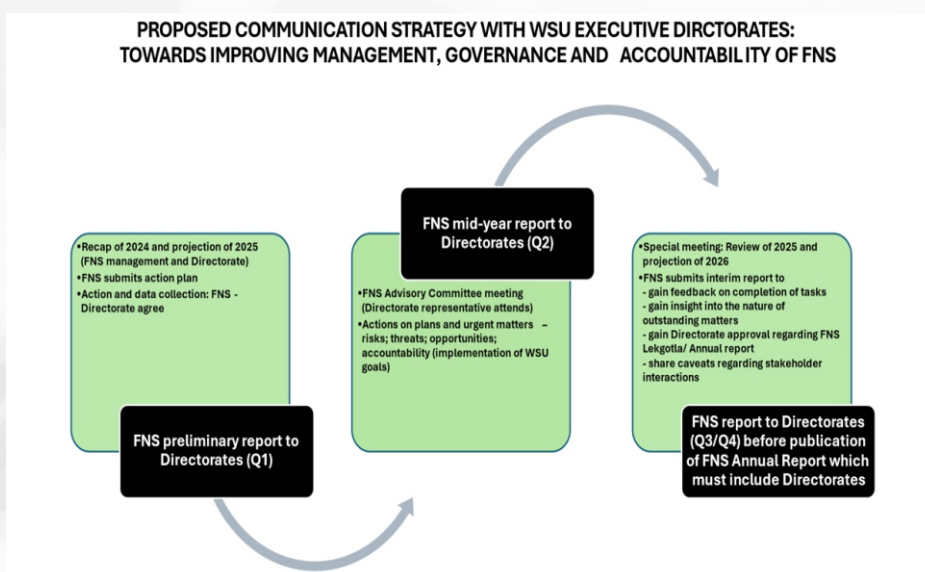 PROPOSED COMMUNICATION STRATEGY WITH WSU EXECUTIVE DIRCTORATES:
TOWARDS IMPROVING MANAGEMENT, GOVERNANCE AND ACCOUNTABILITY OF FNS
•Recap of 2024 and projection of 2025
(FNS management and Directorate)
•FNS submits action plan
•Action and data collection: FNS -
Directorate agree
FNS preliminary report to
Directorates (Q1)
FNS mid-year report to
Directorates (Q2)
•FNS Advisory Committee meeting
(Directorate representative attends)
•Actions on plans and urgent matters –
risks; threats; opportunities;
accountability (implementation of WSU
goals)
•Special meeting: Review of 2025 and
projection of 2026
•FNS submits interim report to
- gain feedback on completion of tasks
- gain insight into the nature of
outstanding matters
- gain Directorate approval regarding FNS
Lekgotla/ Annual report
- share caveats regarding stakeholder
interactions
FNS report to Directorates
(Q3/Q4) before publication
of FNS Annual Report which
must include Directorates